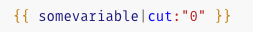 {{ somevariable|cut:"0" }}